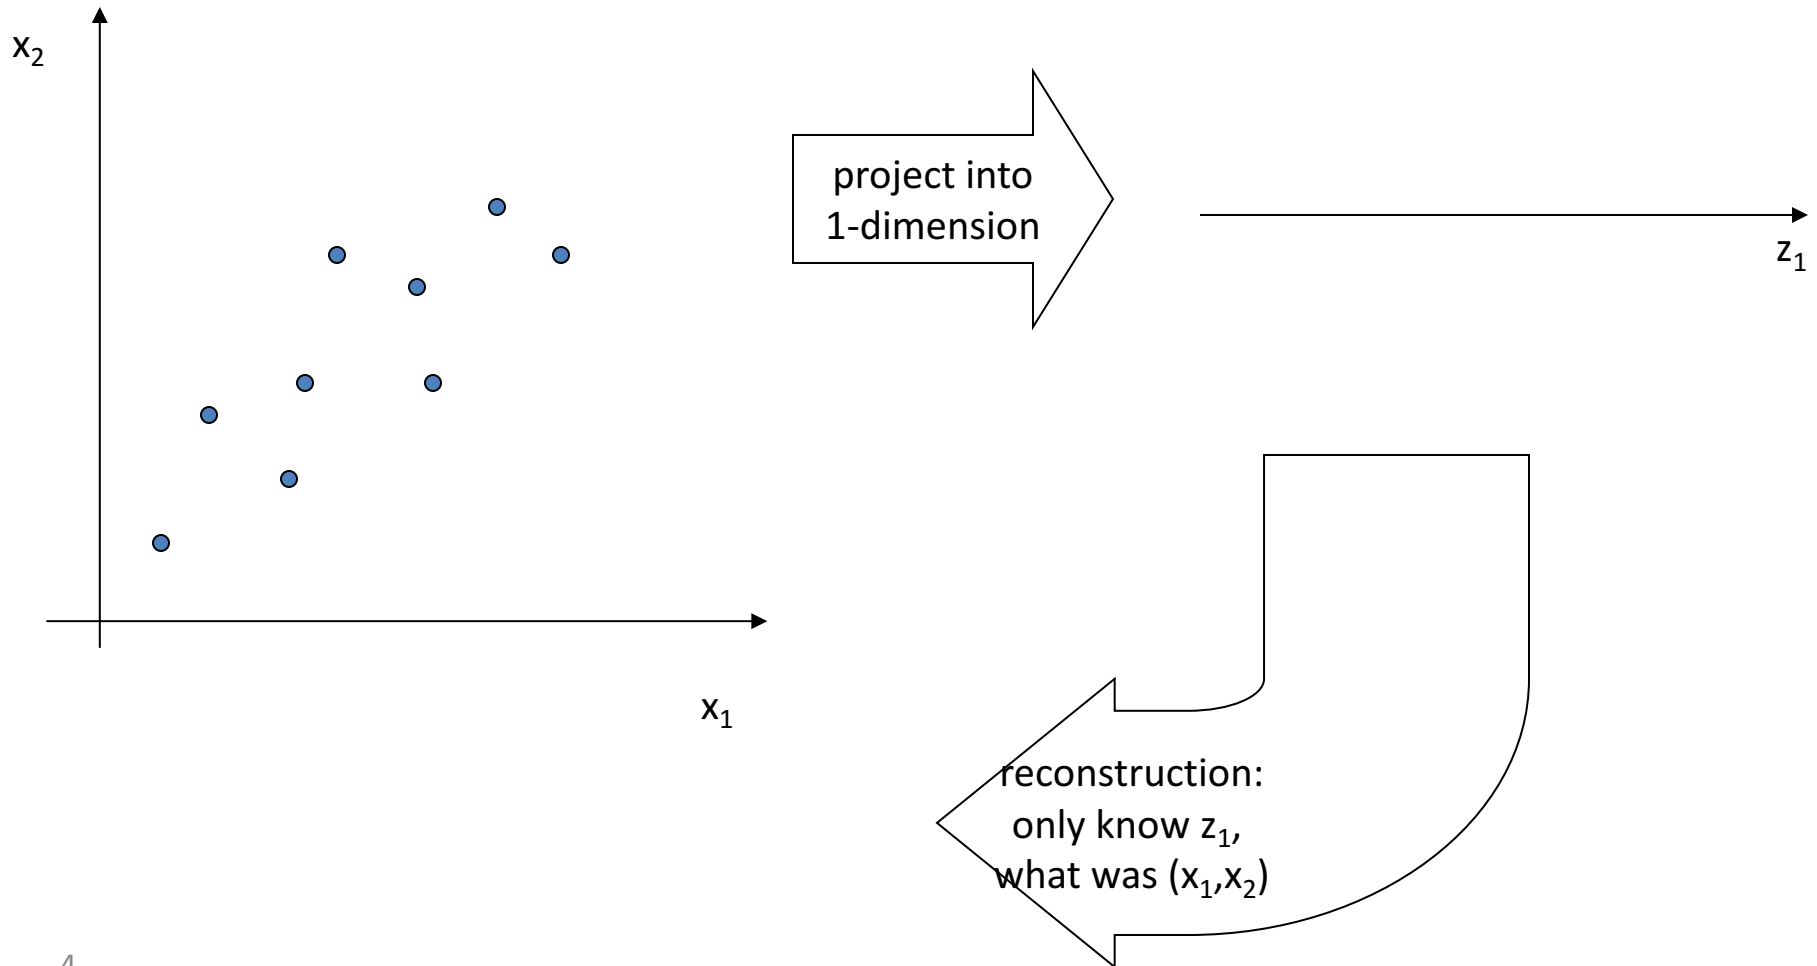 x₂
project into
1-dimension
z₁
x₁
reconstruction:
only know z₁,
what was (x₁,x₂)
4